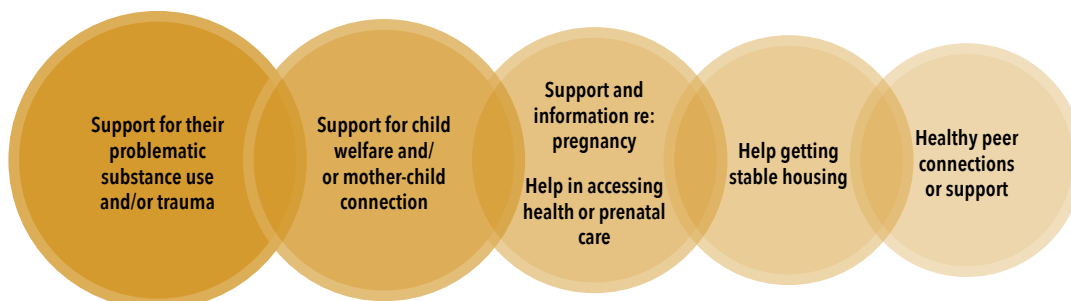 Support for their
problematic
substance use
and/or trauma
Support for child
welfare and/
or mother-child
connection
Support and
information re:
pregnancy
Help in accessing
health or prenatal
care
Help getting
stable housing
Healthy peer
connections
or support